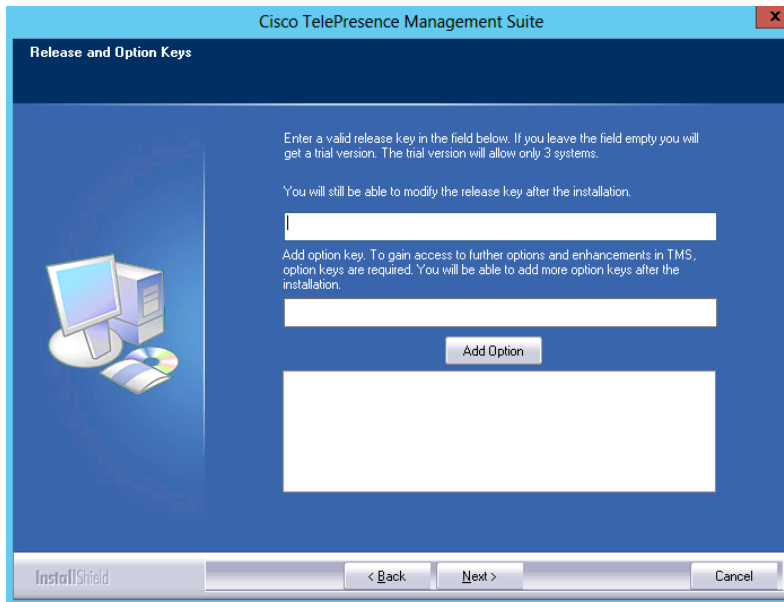 Cisco TelePresence Management Suite
x
Release and Option Keys
Enter a valid release key in the field below. If you leave the field empty you will
get a trial version. The trial version will allow only 3 systems.
You will still be able to modify the release key after the installation.
Add option key. To gain access to further options and enhancements in TMS,
option keys are required. You will be able to add more option keys after the
installation.
Add Option
InstallShield
< Back
Next >
Cancel